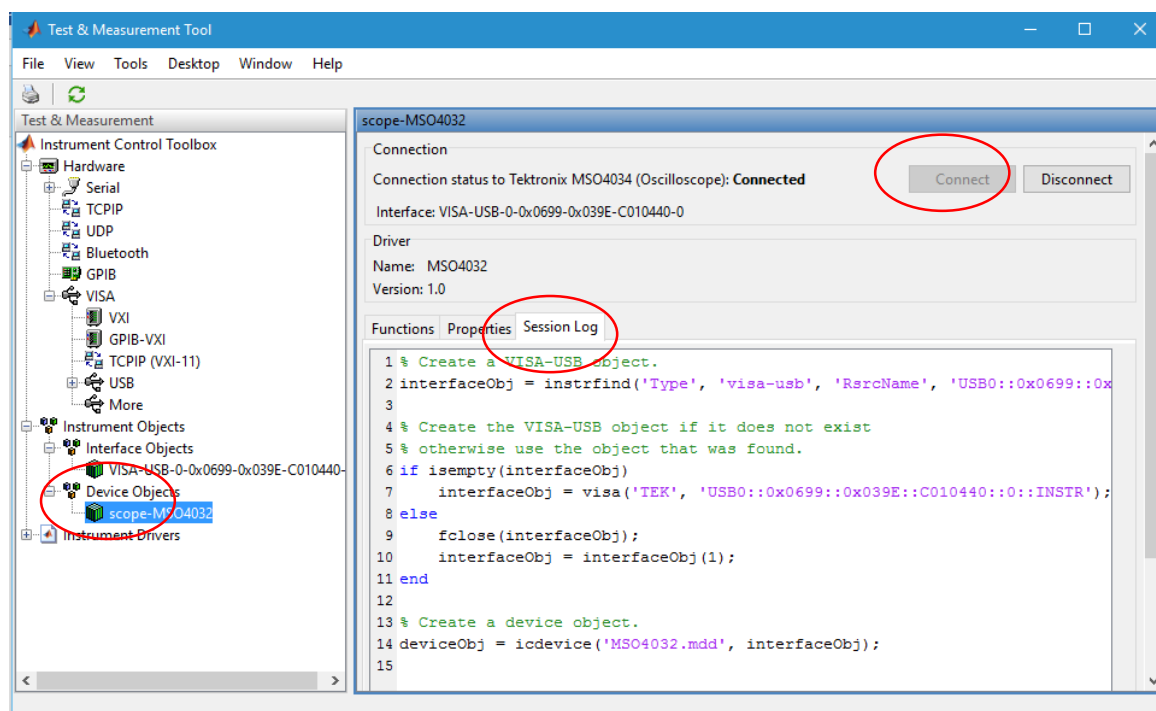 Test & Measurement Tool
File View Tools Desktop Window Help
Test & Measurement
Instrument Control Toolbox
Hardware
Serial
TCPIP
UDP
Bluetooth
GPIB
VISA
VXI
GPIB-VXI
TCPIP (VXI-11)
USB
More
Instrument Objects
Interface Objects
VISA-USB-0-0x0699-0x039E-C010440-
Device Objects
scope-MSO4032
Instrument Drivers
scope-MSO4032
Connection
Connection status to Tektronix MSO4034 (Oscilloscope): Connected
Connect Disconnect
Interface: VISA-USB-0-0x0699-0x039E-C010440-0
Driver
Name: MSO4032
Version: 1.0
Functions Properties Session Log
1 % Create a VISA-USB object.
2 interfaceObj = instrfind('Type', 'visa-usb', 'RsrcName', 'USB0::0x0699::0x
3
4 % Create the VISA-USB object if it does not exist
5 % otherwise use the object that was found.
6 if isempty(interfaceObj)
7 interfaceObj = visa('TEK', 'USB0::0x0699::0x039E::C010440::0::INSTR');
8 else
9 fclose(interfaceObj);
10 interfaceObj = interfaceObj(1);
11 end
12
13 % Create a device object.
14 deviceObj = icdevice('MSO4032.mdd', interfaceObj);
15